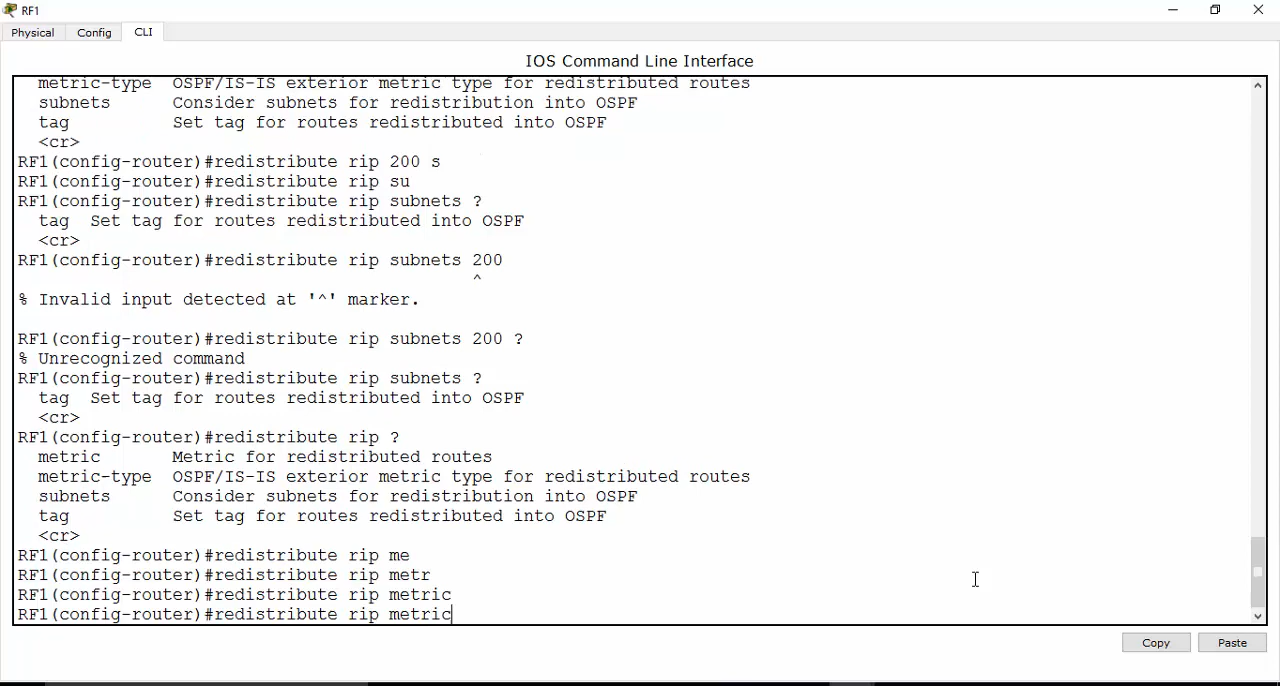 RF1
Physical Config CLI
IOS Command Line Interface
metric-type OSPF/IS-IS exterior metric type for redistributed routes
subnets Consider subnets for redistribution into OSPF
tag Set tag for routes redistributed into OSPF
<cr>
RF1(config-router)#redistribute rip 200 s
RF1(config-router)#redistribute rip su
RF1(config-router)#redistribute rip subnets ?
tag Set tag for routes redistributed into OSPF
<cr>
RF1(config-router)#redistribute rip subnets 200
^
% Invalid input detected at '^' marker.
RF1(config-router)#redistribute rip subnets 200 ?
% Unrecognized command
RF1(config-router)#redistribute rip subnets ?
tag Set tag for routes redistributed into OSPF
<cr>
RF1(config-router)#redistribute rip ?
metric Metric for redistributed routes
metric-type OSPF/IS-IS exterior metric type for redistributed routes
subnets Consider subnets for redistribution into OSPF
tag Set tag for routes redistributed into OSPF
<cr>
RF1(config-router)#redistribute rip me
RF1(config-router)#redistribute rip metr
RF1(config-router)#redistribute rip metric
RF1(config-router)#redistribute rip metric
Copy Paste